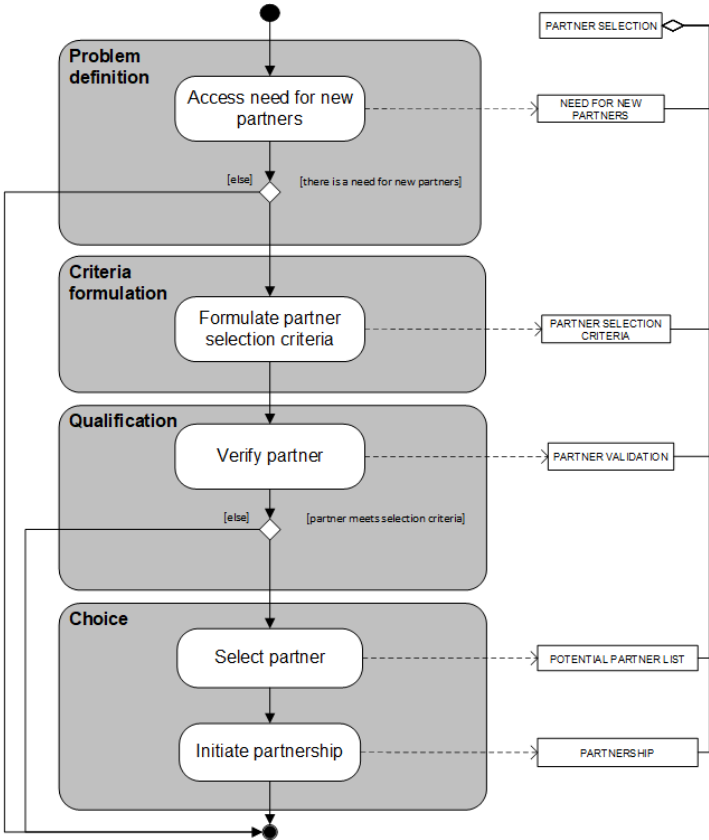 PARTNER SELECTION
Problem
definition
Access need for new
partners
NEED FOR NEW
PARTNERS
[else]
[there is a need for new partners]
Criteria
formulation
Formulate partner
selection criteria
PARTNER SELECTION
CRITERIA
Qualification
Verify partner
PARTNER VALIDATION
[else]
[partner meets selection criteria]
Choice
Select partner
POTENTIAL PARTNER LIST
Initiate partnership
PARTNERSHIP